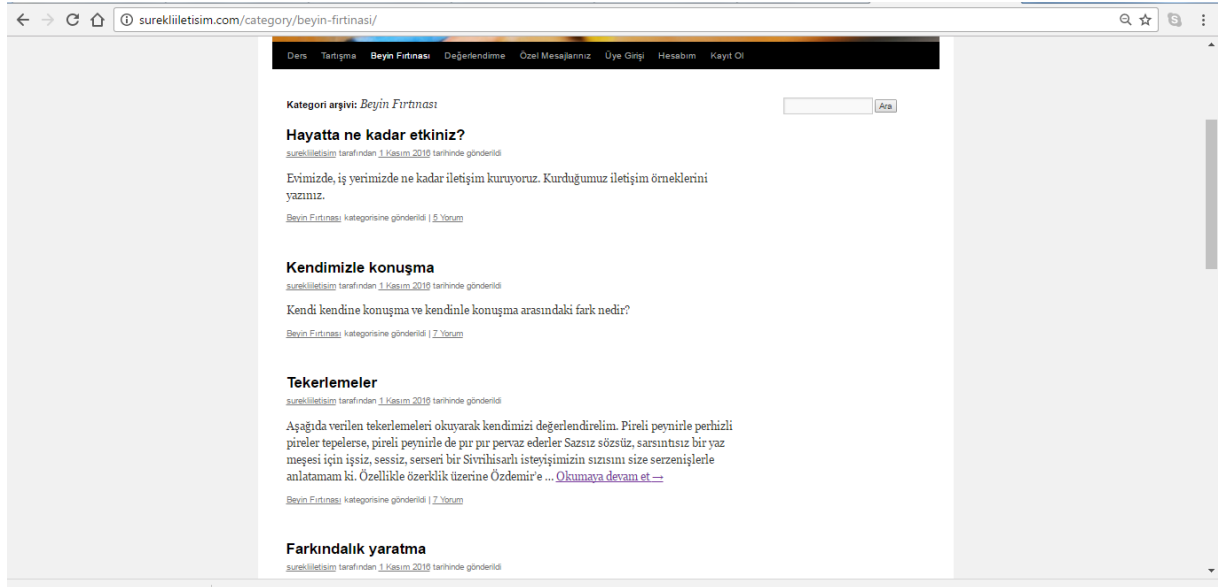 surekliiletisim.com/category/beyin-firtinasi/
Ders Tartışma Beyin Fırtınası Değerlendirme Özel Mesajlarınız Üye Girişi Hesabım Kayıt Ol
Kategori arşivi: Beyin Fırtınası
Ara
Hayatta ne kadar etkiniz?
surekliiletisim tarafından 1 Kasım 2016 tarihinde gönderildi
Evimizde, iş yerimizde ne kadar iletişim kuruyoruz. Kurduğumuz iletişim örneklerini
yazınız.
Beyin Fırtınası kategorisine gönderildi | 5 Yorum
Kendimizle konuşma
surekliiletisim tarafından 1 Kasım 2016 tarihinde gönderildi
Kendi kendine konuşma ve kendinle konuşma arasındaki fark nedir?
Beyin Fırtınası kategorisine gönderildi | 7 Yorum
Tekerlemeler
surekliiletisim tarafından 1 Kasım 2016 tarihinde gönderildi
Aşağıda verilen tekerlemeleri okuyarak kendimizi değerlendirelim. Pireli peynirle perhizli
pireler tepelerse, pireli peynirle de pır pır pervaz ederler Sazsız sözsüz, sarsıntısız bir yaz
meşesi için işsiz, sessiz, serseri bir Sivrihisarlı isteyişimizin sızısını size serzenişlerle
anlatamam ki. Özellikle özerklik üzerine Özdemir'e ... Okumaya devam et →
Beyin Fırtınası kategorisine gönderildi | 7 Yorum
Farkındalık yaratma
surekliiletisim tarafından 1 Kasım 2016 tarihinde gönderildi